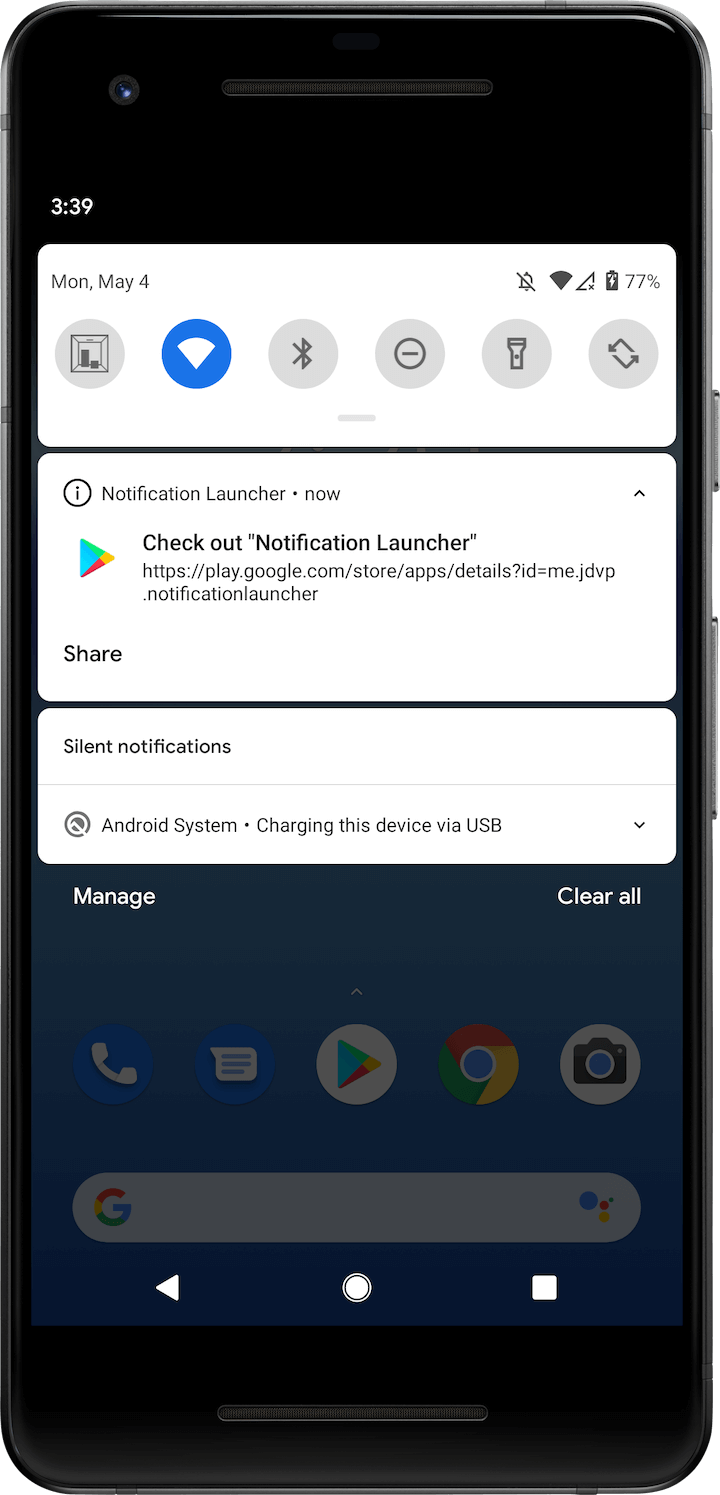 3:39
Mon, May 4
77%
Notification Launcher • now
Check out "Notification Launcher"
https://play.google.com/store/apps/details?id=me.jdvp
.notificationlauncher
Share
Silent notifications
Android System • Charging this device via USB
Manage
Clear all